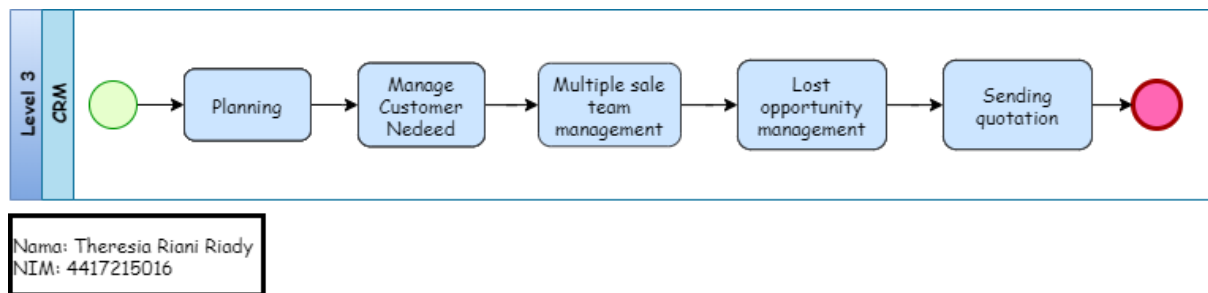 Level 3
CRM
Planning
Manage
Customer
Nedeed
Multiple sale
team
management
Lost
opportunity
management
Sending
quotation
Nama: Theresia Riani Riady
NIM: 4417215016